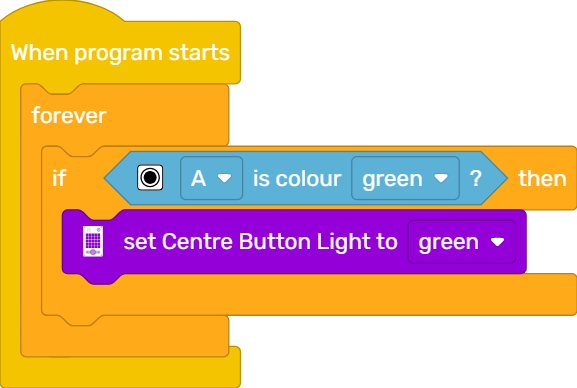 When program starts
forever
if A is colour green ? then
set Centre Button Light to green